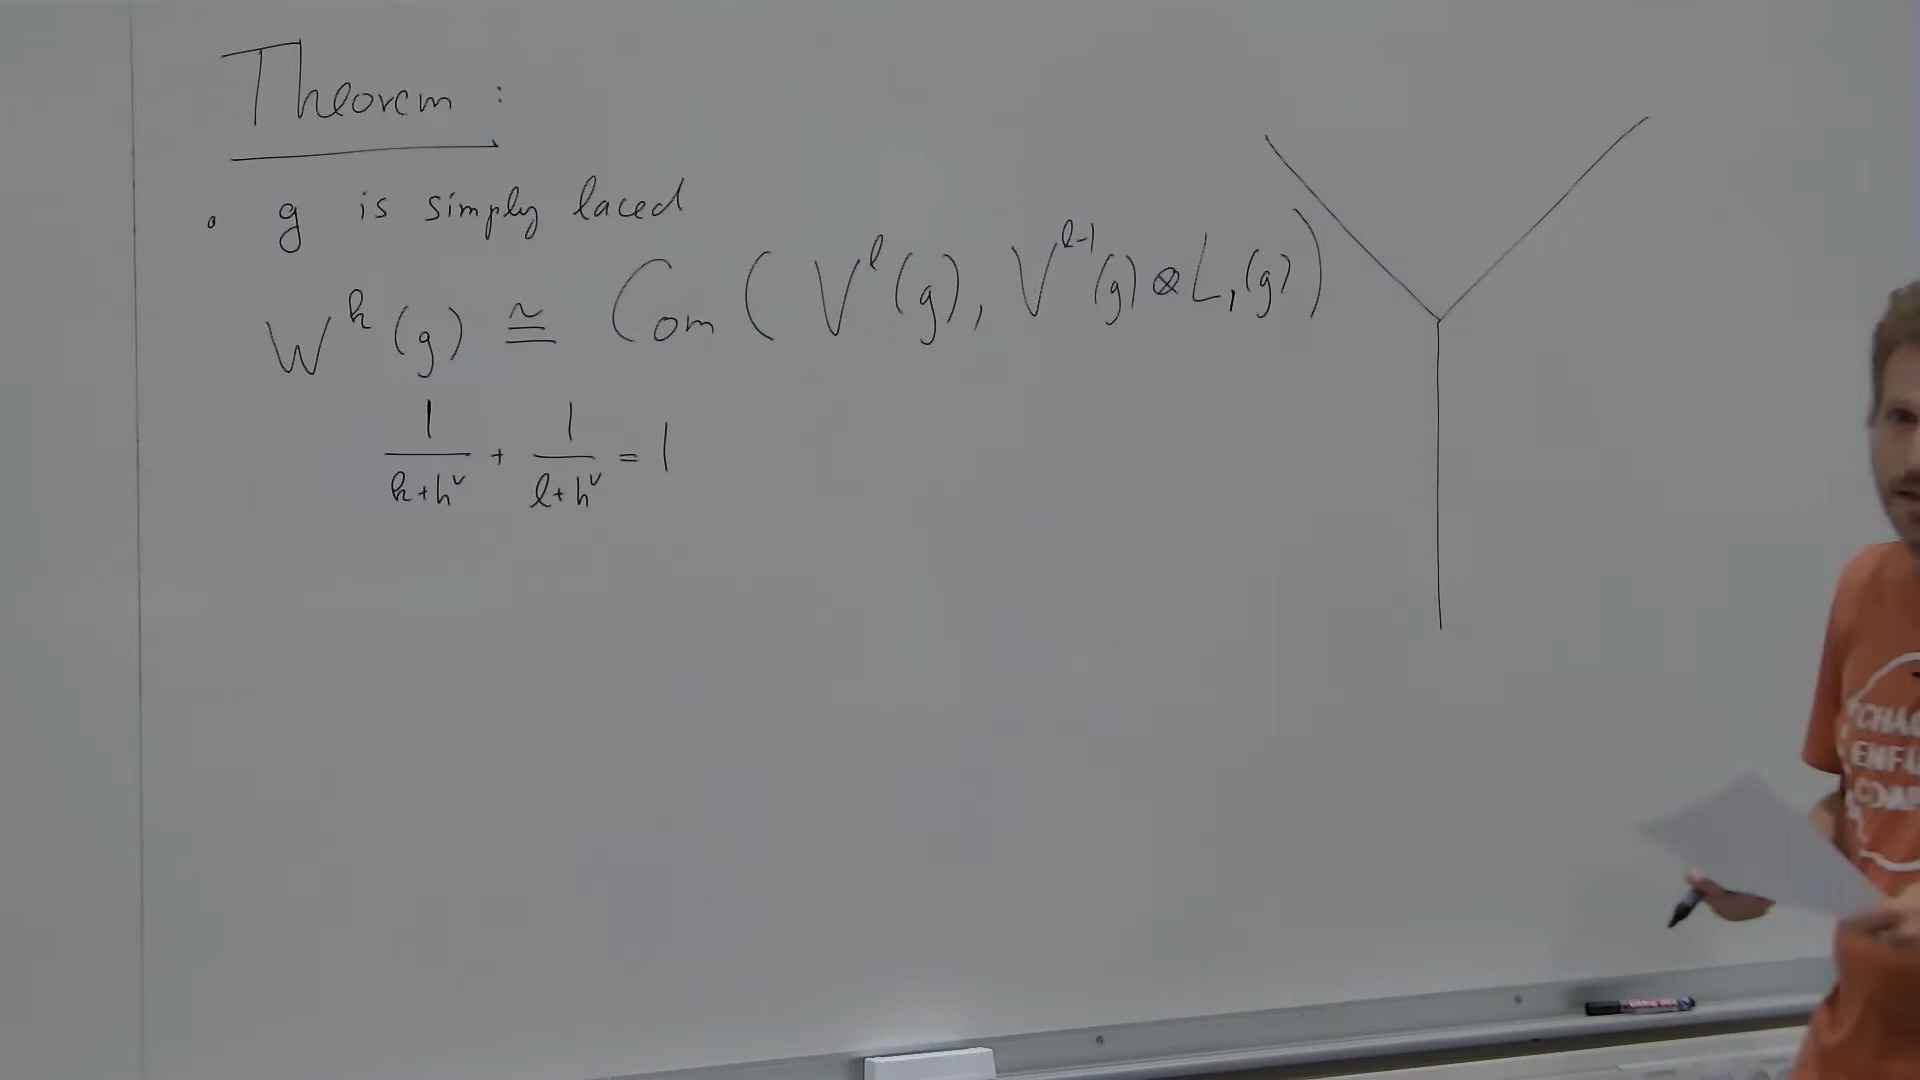 Theorem :
• g is simply laced
W^k(g) ≅ Com(V^ℓ(g), V^{ℓ-1}(g) ⊗ L_1(g))
1/(k+h^∨) + 1/(ℓ+h^∨) = 1